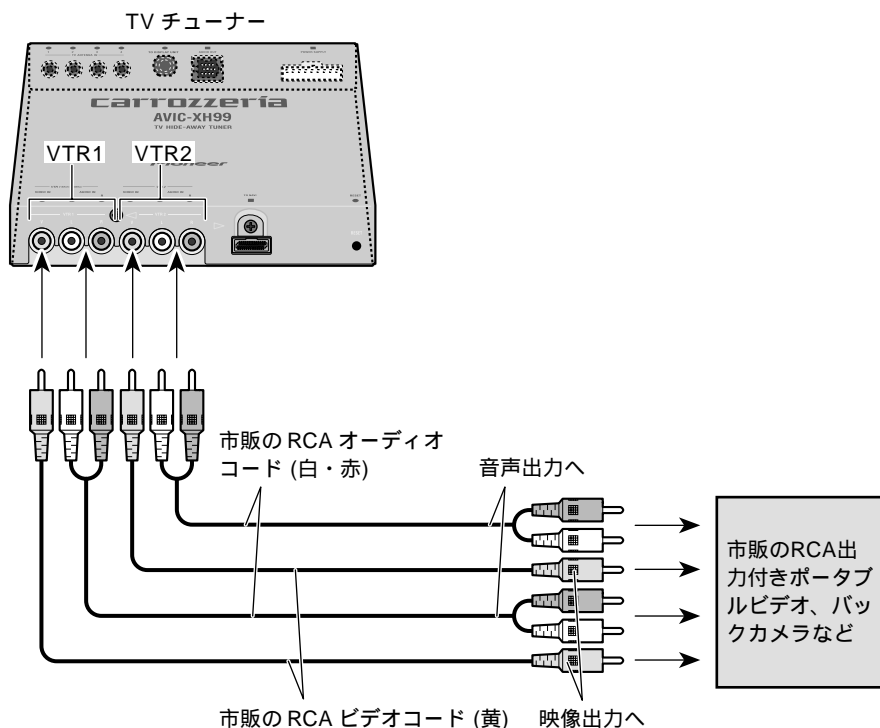 TV チューナー
carrozzeria
AVIC-XH99
TV HIDE-AWAY TUNER
Pioneer
VTR1
VTR2
市販の RCA オーディオ
コード (白・赤)
音声出力へ
市販のRCA出
力付きポータブ
ルビデオ、バッ
クカメラなど
市販の RCA ビデオコード (黄)
映像出力へ